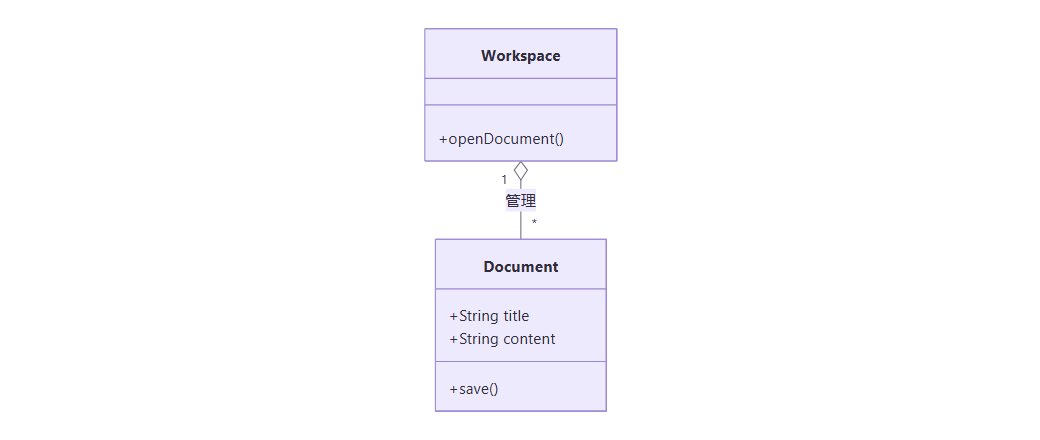 Workspace
+openDocument()
1
管理
*
Document
+String title
+String content
+save()